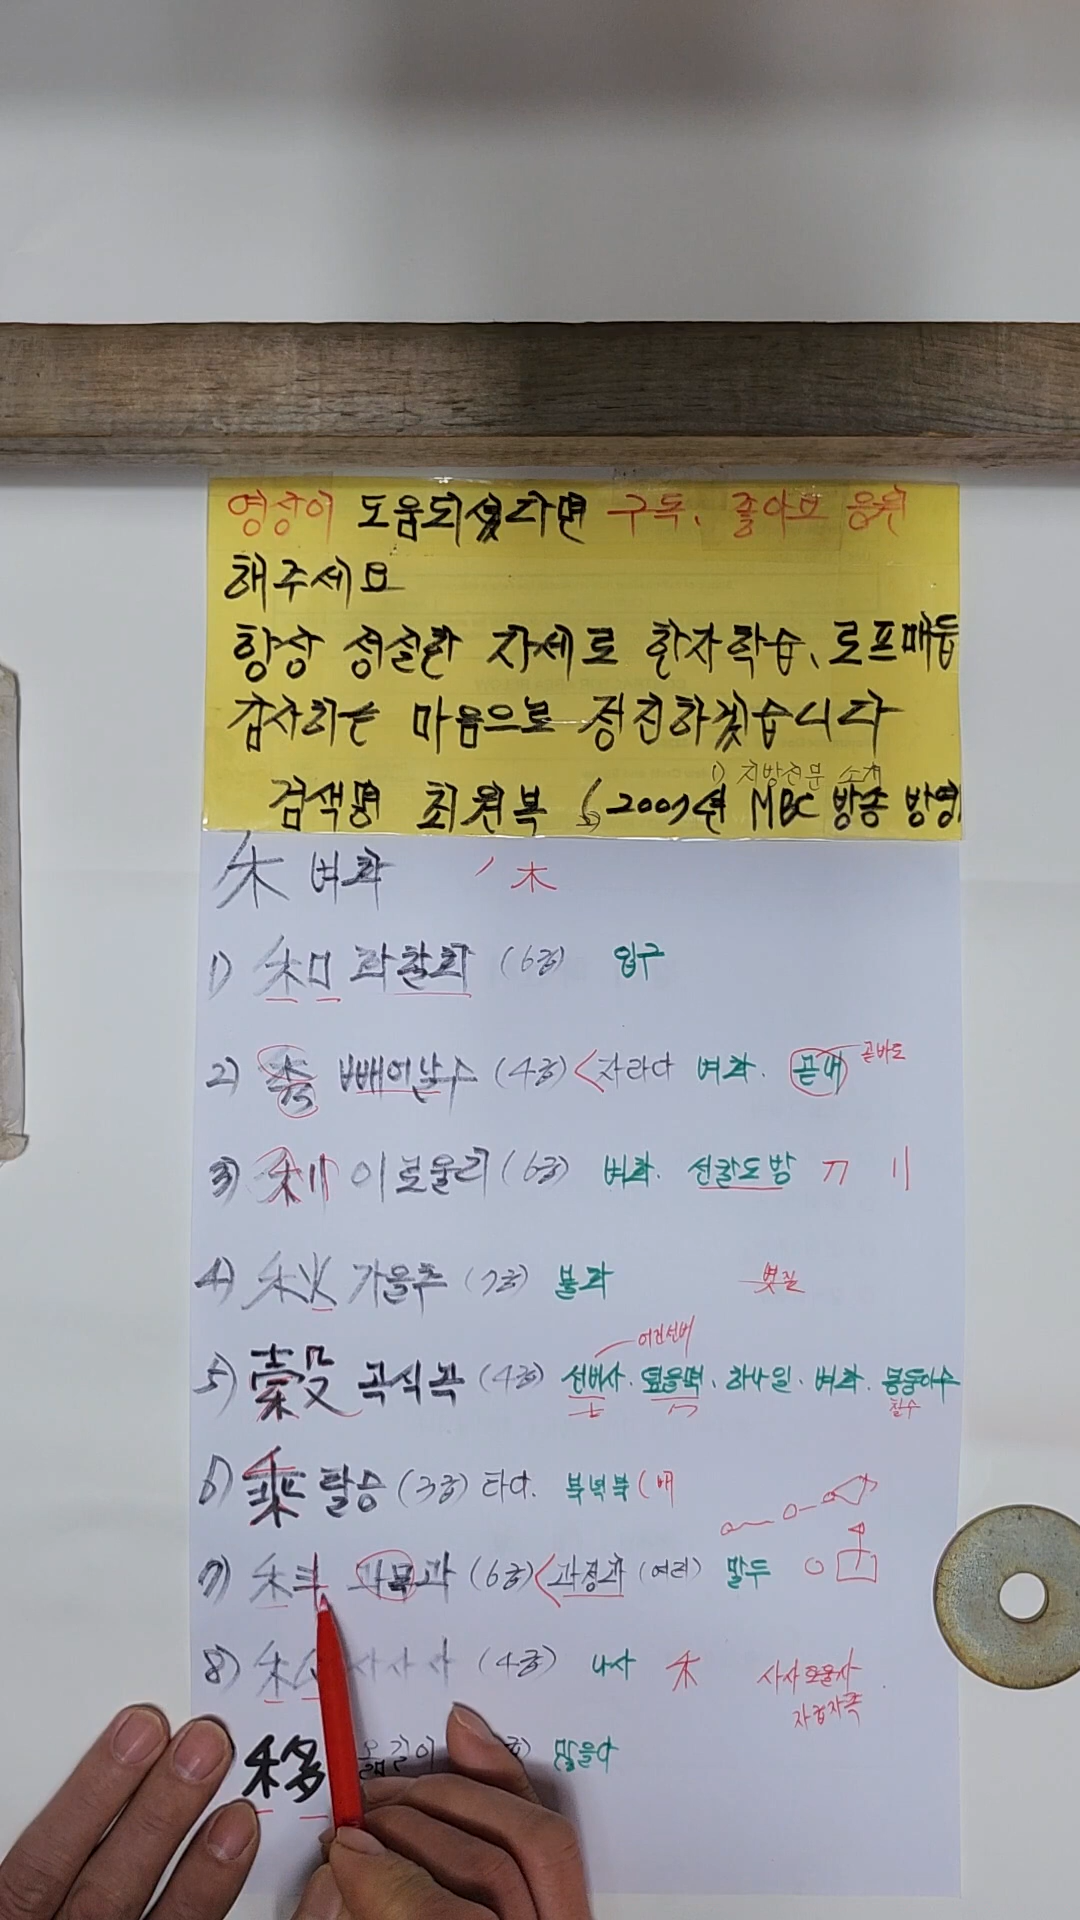 영상이 도움되셨다면 구독, 좋아요 응원
해주세요
항상 성실한 자세로 한자학습, 로프매듭
감사하는 마음으로 정진하겠습니다
1) 지방전문 소개
검색명 최원복 2007년 MBC 방송 방영
禾 벼화 丿 木
1) 和 화할화 (6급) 입구
2) 秀 빼어날수 (4급) < 자라다 벼화. 곧내 곧바로
3) 利 이로울리 (6급) 벼화. 선칼도방 刀 刂
4) 秋 가을추 (7급) 불화 볏짚
어진선비
5) 穀 곡식곡 (4급) 선비사. 덮을멱. 하나일. 벼화. 몽둥이수
士 冖 창수
6) 乘 탈승 (3급) 타다. 북녘북 (배
7) 科 과목과 (6급) < 과정과 (여러) 말두
8) 私 사사사 (4급) 나사 禾 사사로울사
자급자족
移 옮길이 많을다